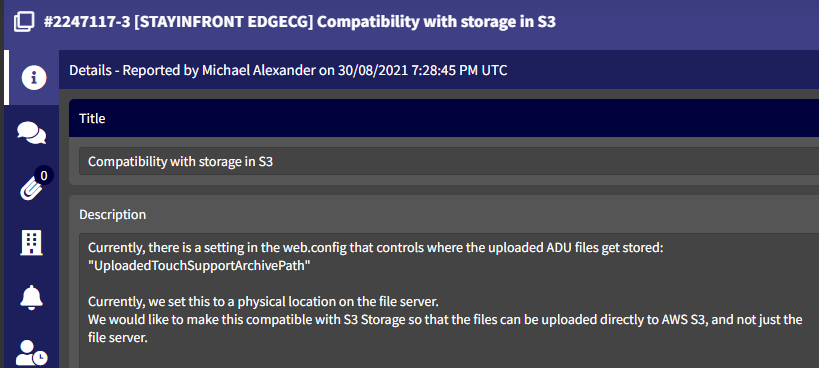 #2247117-3 [STAYINFRONT EDGECG] Compatibility with storage in S3
Details - Reported by Michael Alexander on 30/08/2021 7:28:45 PM UTC
Title
Compatibility with storage in S3
0
Description
Currently, there is a setting in the web.config that controls where the uploaded ADU files get stored:
"UploadedTouchSupportArchivePath"
Currently, we set this to a physical location on the file server.
We would like to make this compatible with S3 Storage so that the files can be uploaded directly to AWS S3, and not just the
file server.